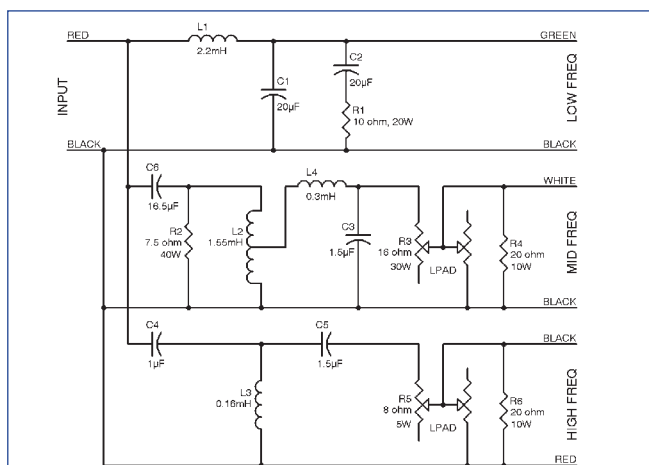 L1
RED
GREEN
2.2mH
C2
C1
20µF
INPUT
LOW FREQ
20µF
R1
10 ohm, 20W
BLACK
BLACK
C6
L4
WHITE
16.5µF
0.3mH
R2
7.5 ohm
40W
L2
1.55mH
C3
1.5µF
R3
16 ohm
30W
LPAD
R4
20 ohm
10W
MID FREQ
BLACK
C4
C5
BLACK
1µF
1.5µF
L3
0.16mH
R5
8 ohm
5W
LPAD
R6
20 ohm
10W
HIGH FREQ
RED